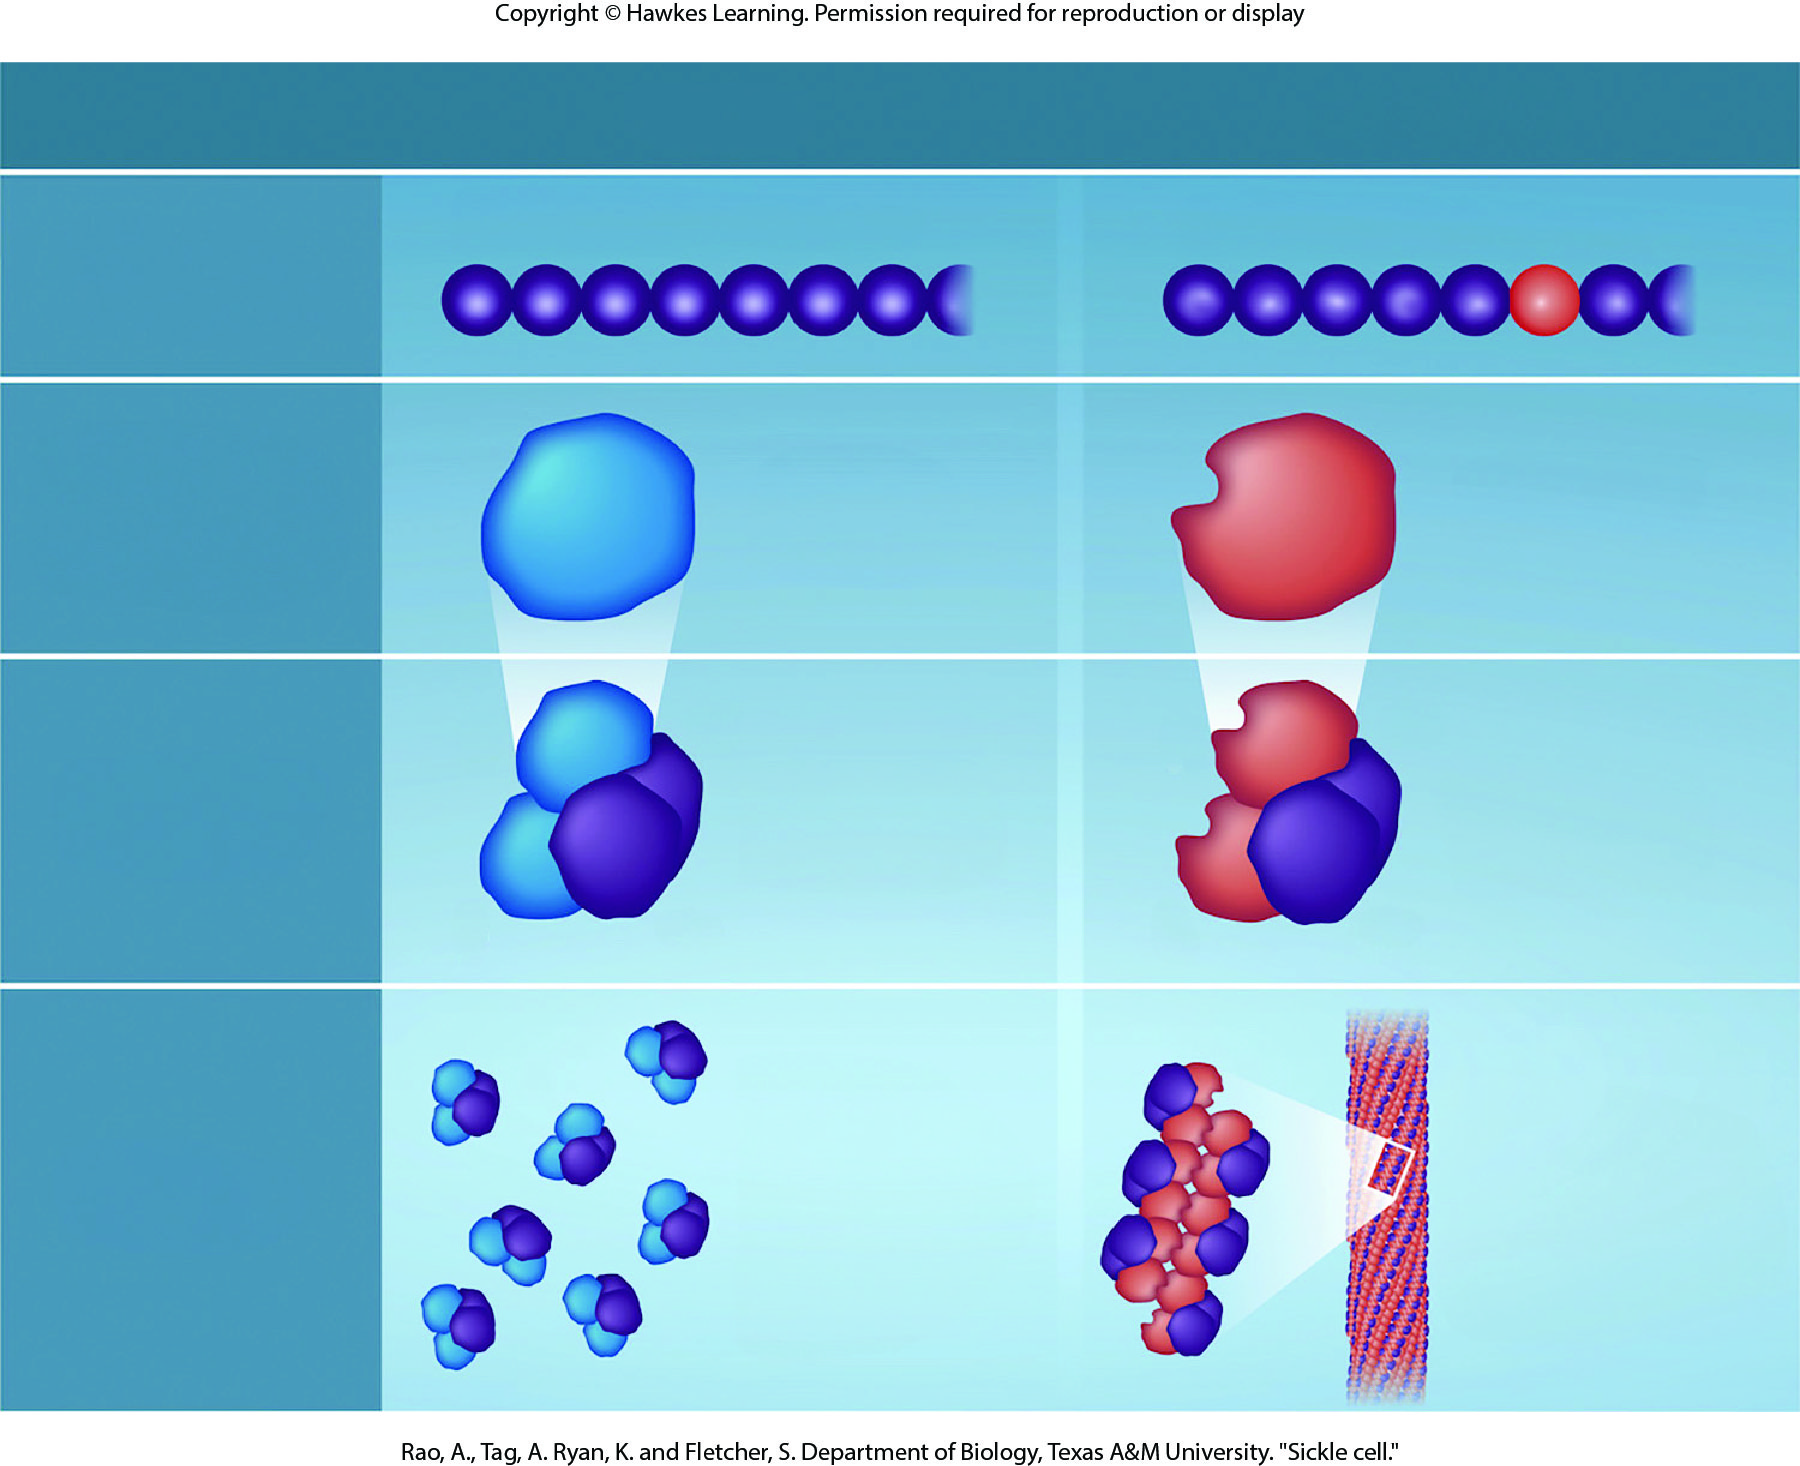 Copyright © Hawkes Learning. Permission required for reproduction or display
Rao, A., Tag, A. Ryan, K. and Fletcher, S. Department of Biology, Texas A&M University. "Sickle cell."